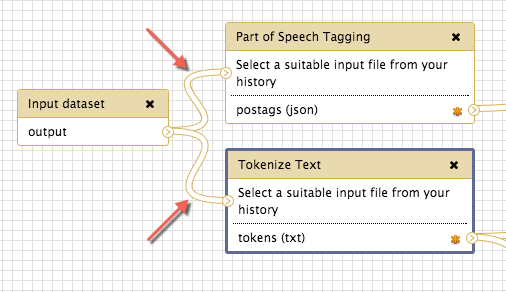 Part of Speech Tagging
Select a suitable input file from your
history
postags (json)
Input dataset
output
Tokenize Text
Select a suitable input file from your
history
tokens (txt)